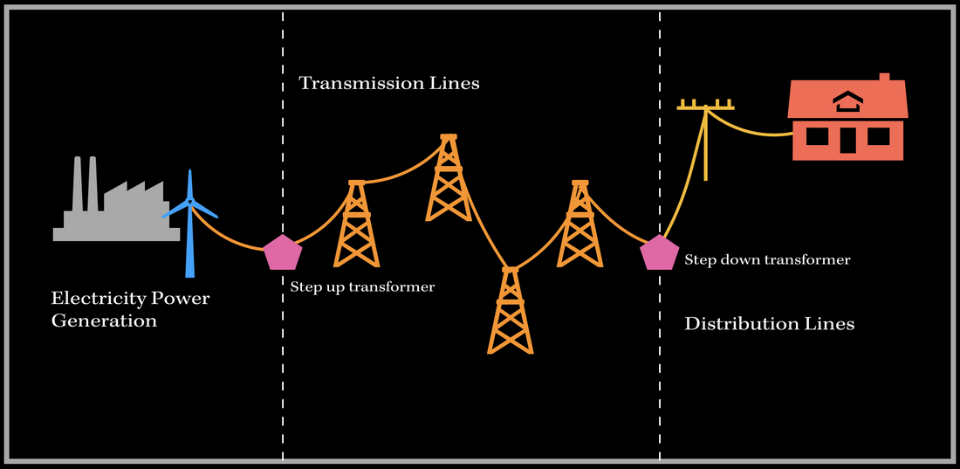 Transmission Lines
Step up transformer
Electricity Power
Generation
Step down transformer
Distribution Lines